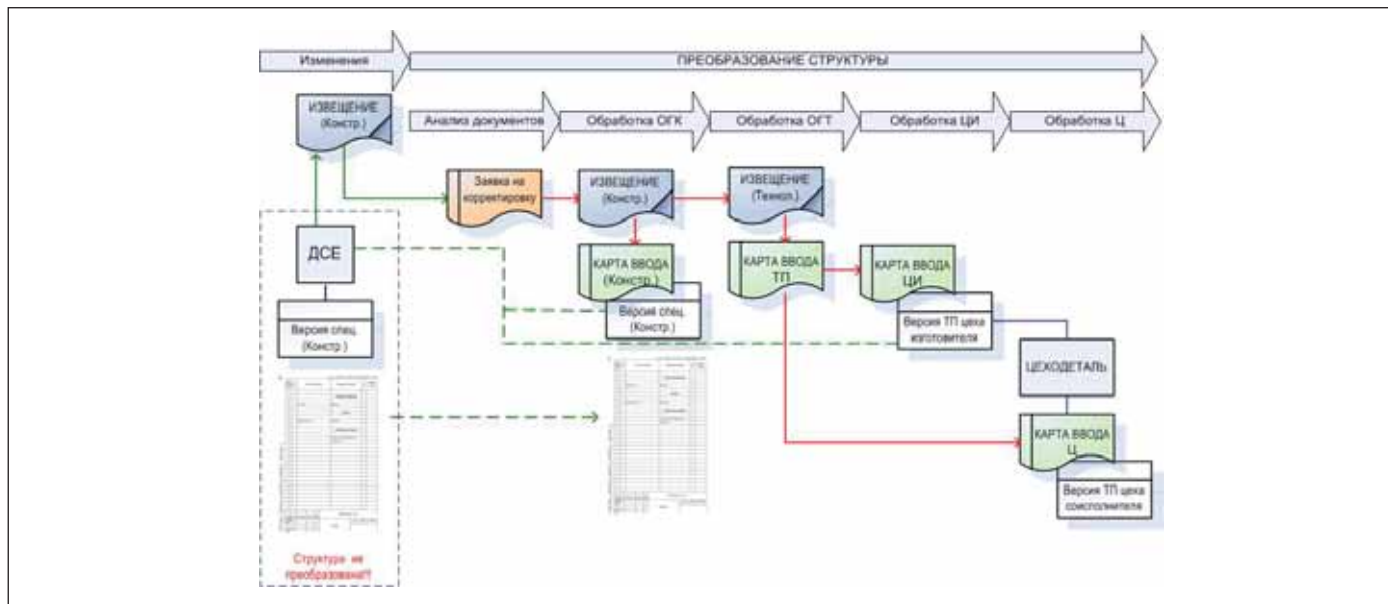 Изменения
ПРЕОБРАЗОВАНИЕ СТРУКТУРЫ
ИЗВЕЩЕНИЕ
(Констр.)
Анализ документов
Обработка ОГК
Обработка ОГТ
Обработка ЦИ
Обработка Ц
Заявка на
корректировку
ИЗВЕЩЕНИЕ
(Констр.)
ИЗВЕЩЕНИЕ
(Технол.)
ДСЕ
КАРТА ВВОДА
(Констр.)
КАРТА ВВОДА
ТП
КАРТА ВВОДА
ЦИ
Версия спец.
(Констр.)
Версия спец.
(Констр.)
Версия ТП цеха
изготовителя
ЦЕХОДЕТАЛЬ
КАРТА ВВОДА
Ц
Версия ТП цеха
соисполнителя
Структура не
преобразована!!